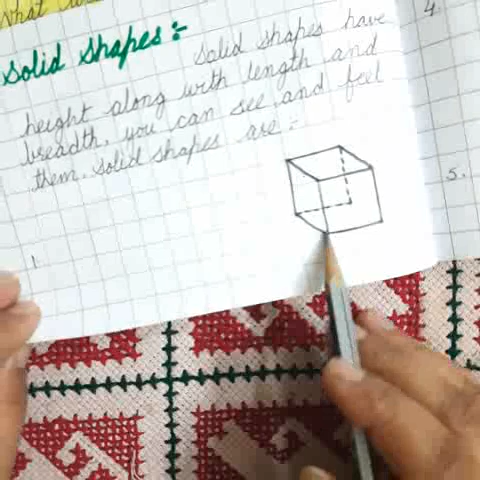 What
Solid Shapes:-
Solid shapes have
height along with length and
breadth, you can see and feel
them. Solid shapes are :-
1
4.
5.